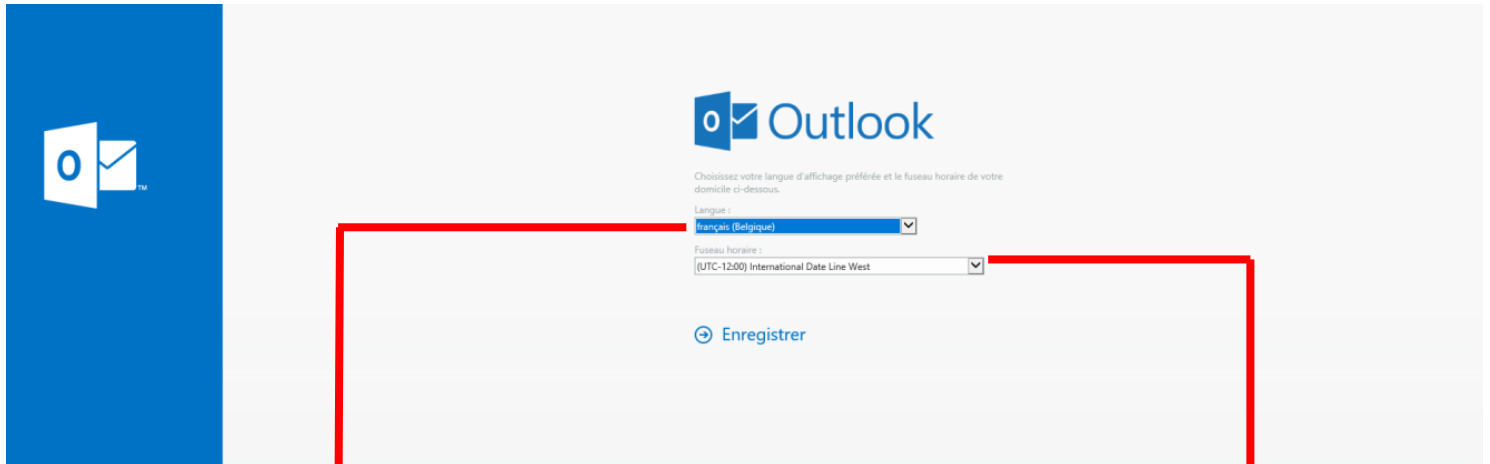 O
TM
O Outlook
Choisissez votre langue d'affichage préférée et le fuseau horaire de votre
domicile ci-dessous.
Langue :
français (Belgique)
Fuseau horaire :
(UTC-12:00) International Date Line West
Enregistrer